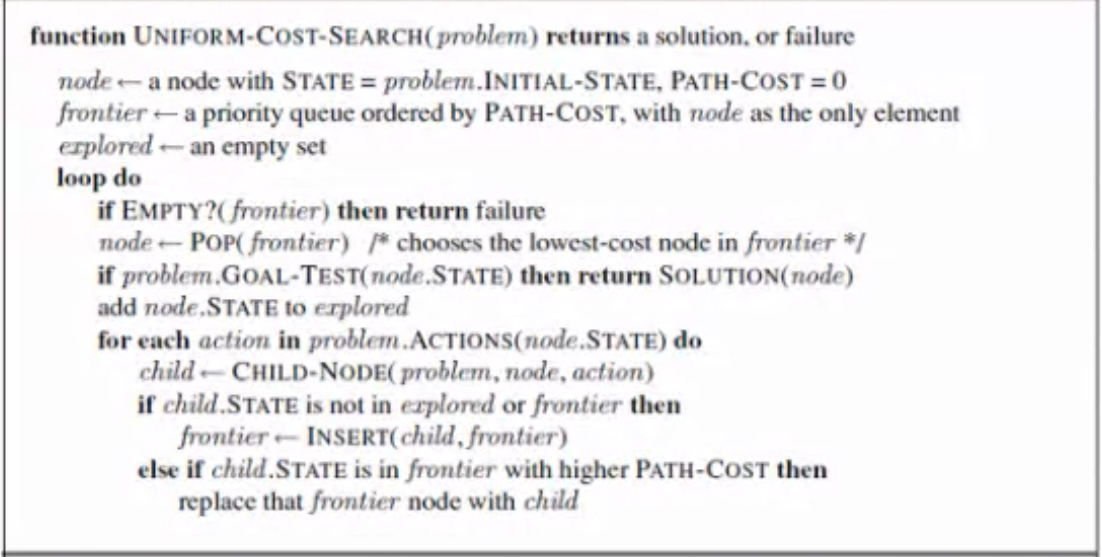 function UNIFORM-COST-SEARCH(problem) returns a solution, or failure
node ← a node with STATE = problem.INITIAL-STATE, PATH-COST = 0
frontier ← a priority queue ordered by PATH-COST, with node as the only element
explored ← an empty set
loop do
if EMPTY?(frontier) then return failure
node ← POP(frontier) /* chooses the lowest-cost node in frontier */
if problem.GOAL-TEST(node.STATE) then return SOLUTION(node)
add node.STATE to explored
for each action in problem.ACTIONS(node.STATE) do
child ← CHILD-NODE(problem, node, action)
if child.STATE is not in explored or frontier then
frontier ← INSERT(child, frontier)
else if child.STATE is in frontier with higher PATH-COST then
replace that frontier node with child